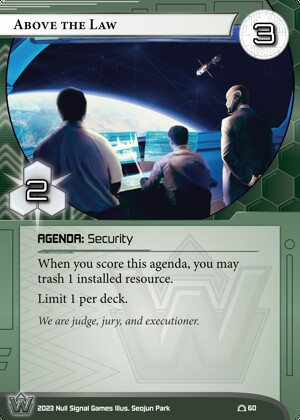 Above the Law
3
2
AGENDA: Security
When you score this agenda, you may
trash 1 installed resource.
Limit 1 per deck.
We are judge, jury, and executioner.
2023 Null Signal Games Illus. Seojun Park
60